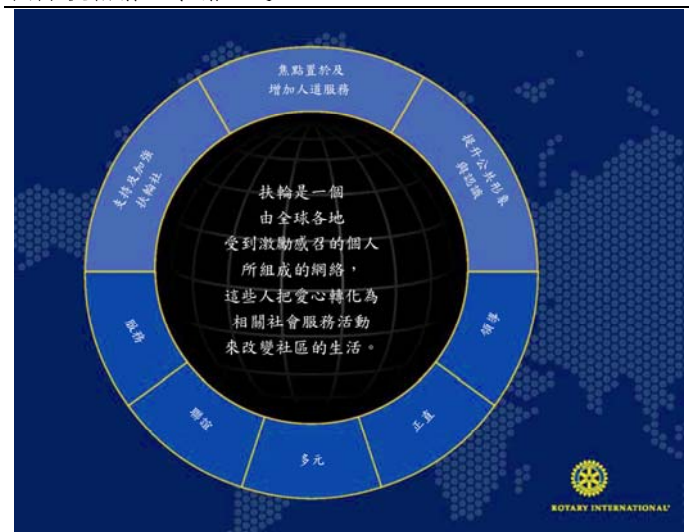 焦點置於及
增加人道服務
支持及加強
扶輪社
提升公共形象
與認識
扶輪是一個
由全球各地
受到激勵感召的個人
所組成的網絡，
這些人把愛心轉化為
相關社會服務活動
來改變社區的生活。
服務
聯誼
多元
正直
領導
ROTARY INTERNATIONAL